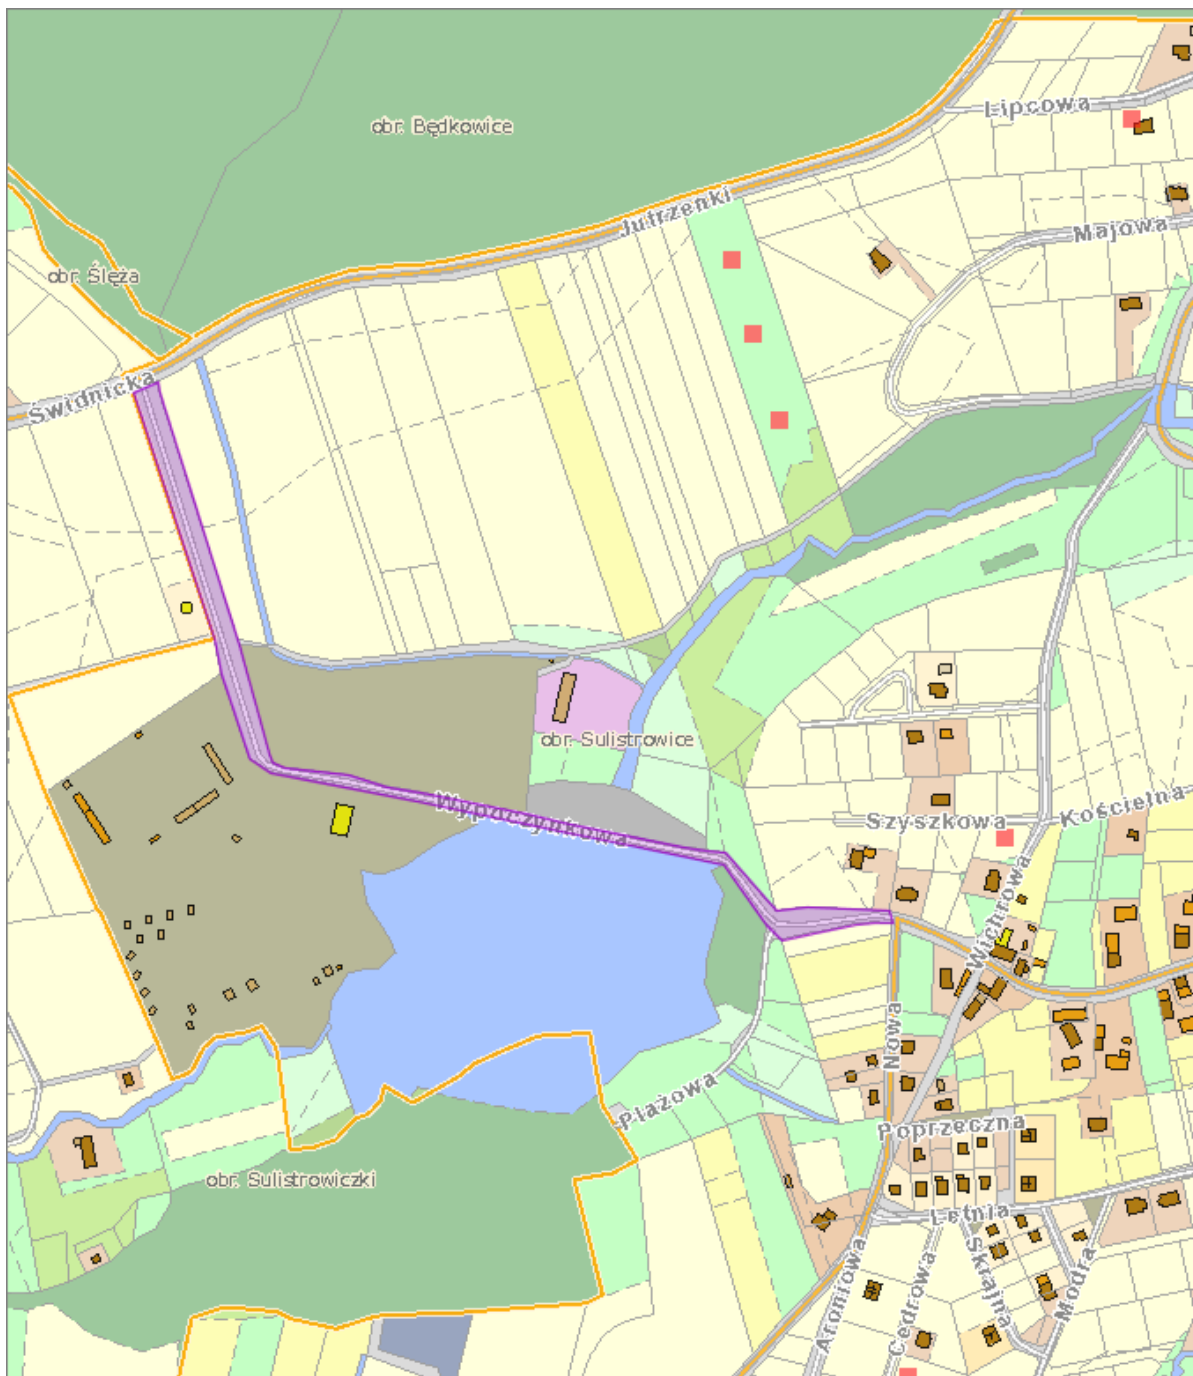 Lipcowa
obr. Będkowice
Jutrzenki
Majowa
obr. Ślęża
Świdnicka
obr. Sulistrowice
Wypoczynkowa
Szyszkowa
Kościelna
Wichrowa
Nowa
Plażowa
Poprzeczna
obr. Sulistrowiczki
Letnia
Skrajna
Modra
Aroniowa
Cedrowa